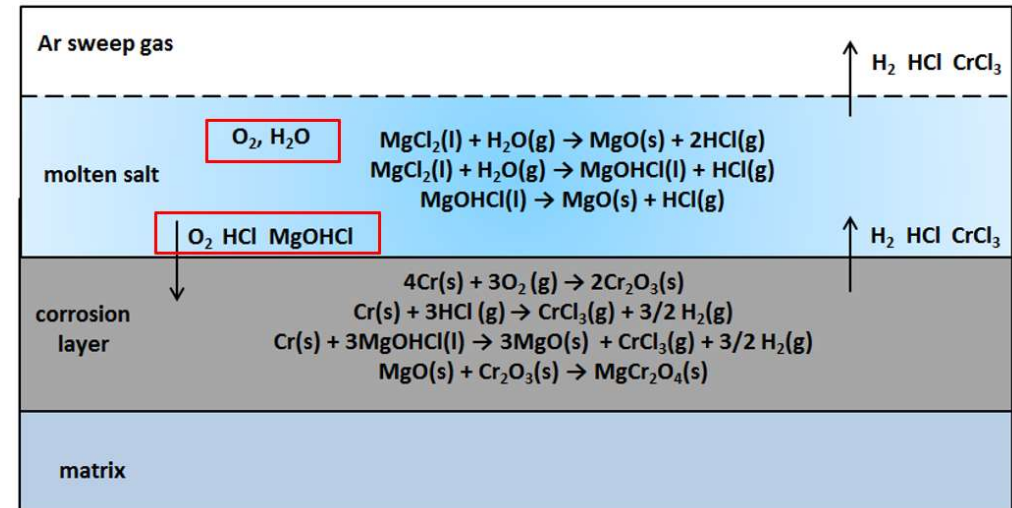 Ar sweep gas
H₂ HCl CrCl₃
O₂, H₂O
MgCl₂(l) + H₂O(g) → MgO(s) + 2HCl(g)
MgCl₂(l) + H₂O(g) → MgOHCl(l) + HCl(g)
molten salt
MgOHCl(l) → MgO(s) + HCl(g)
O₂ HCl MgOHCl
H₂ HCl CrCl₃
4Cr(s) + 3O₂ (g) → 2Cr₂O₃(s)
Cr(s) + 3HCl (g) → CrCl₃(g) + 3/2 H₂(g)
corrosion
layer
Cr(s) + 3MgOHCl(l) → 3MgO(s) + CrCl₃(g) + 3/2 H₂(g)
MgO(s) + Cr₂O₃(s) → MgCr₂O₄(s)
matrix